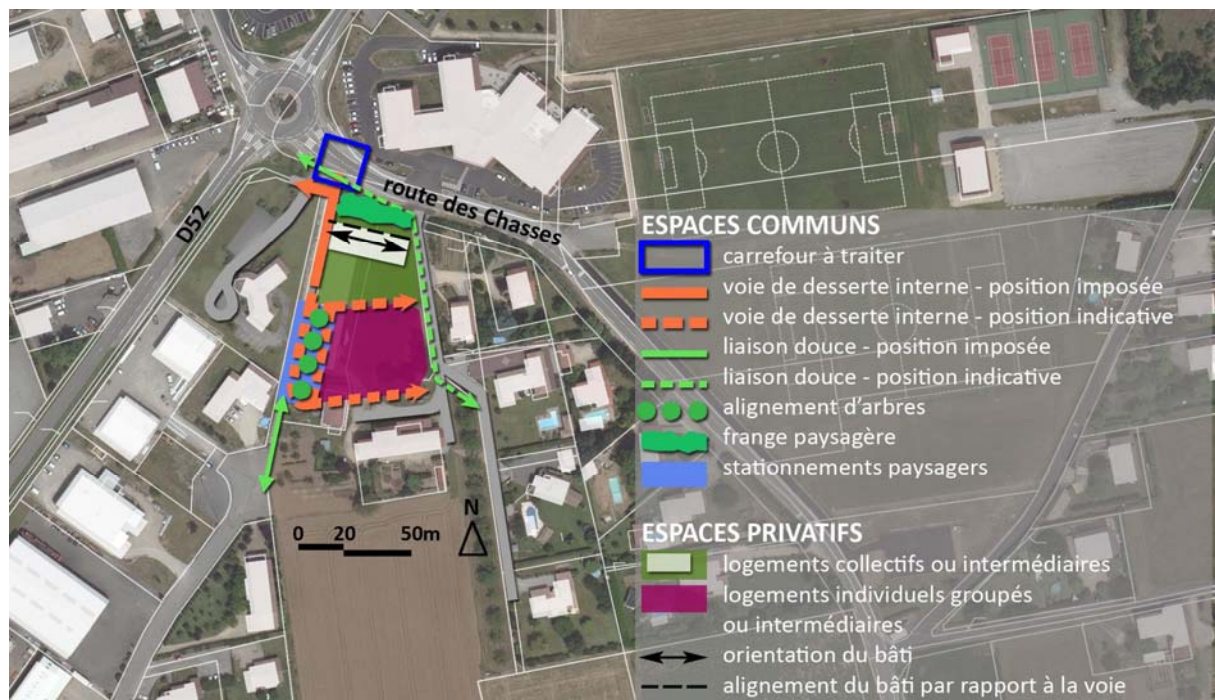 D52
route des Chasses
ESPACES COMMUNS
carrefour à traiter
voie de desserte interne - position imposée
voie de desserte interne - position indicative
liaison douce - position imposée
liaison douce - position indicative
alignement d'arbres
frange paysagère
stationnements paysagers
0 20 50m
N
ESPACES PRIVATIFS
logements collectifs ou intermédiaires
logements individuels groupés
ou intermédiaires
orientation du bâti
alignement du bâti par rapport à la voie